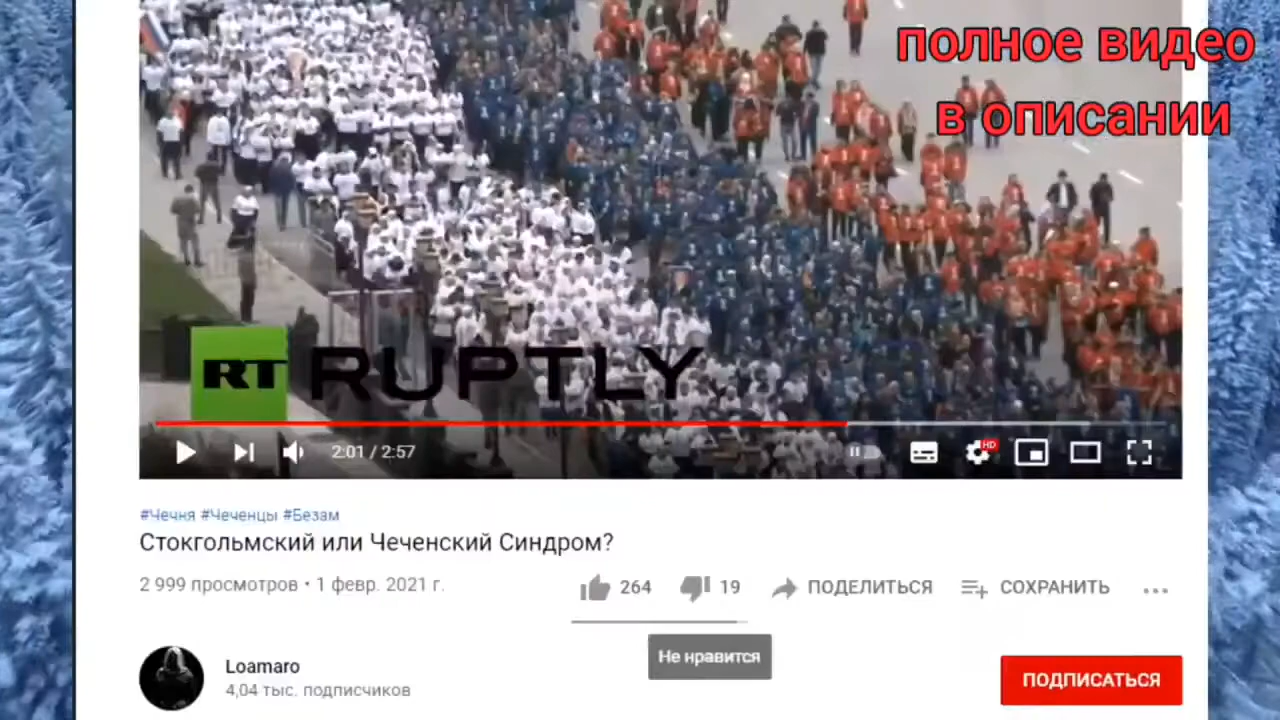 полное видео
в описании
RT RUPTLY
2:01 / 2:57
HD
#Чечня #Чеченцы #Безам
Стокгольмский или Чеченский Синдром?
2 999 просмотров • 1 февр. 2021 г.
264
19
ПОДЕЛИТЬСЯ
СОХРАНИТЬ
Не нравится
Loamaro
4,04 тыс. подписчиков
ПОДПИСАТЬСЯ